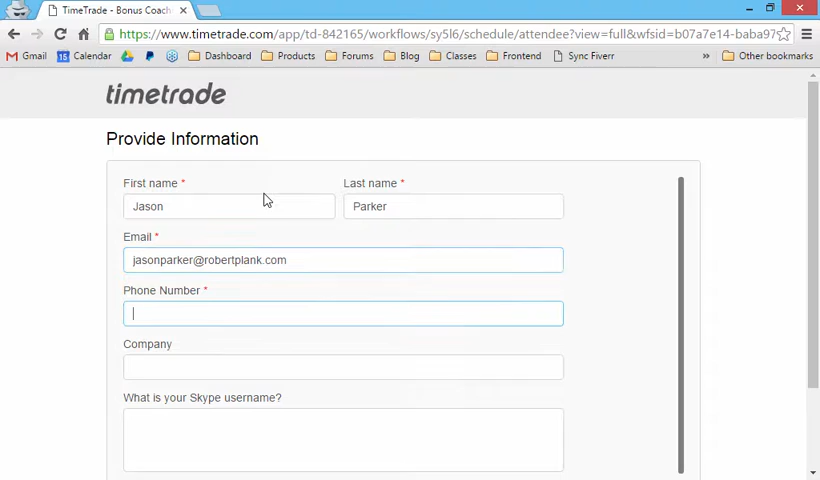 TimeTrade - Bonus Coach
https://www.timetrade.com/app/td-842165/workflows/sy5l6/schedule/attendee?view=full&wfsid=b07a7e14-baba97
Gmail 15 Calendar Dashboard Products Forums Blog Classes Frontend Sync Fiverr » Other bookmarks
timetrade
Provide Information
First name * Last name *
Jason Parker
Email *
jasonparker@robertplank.com
Phone Number *
Company
What is your Skype username?